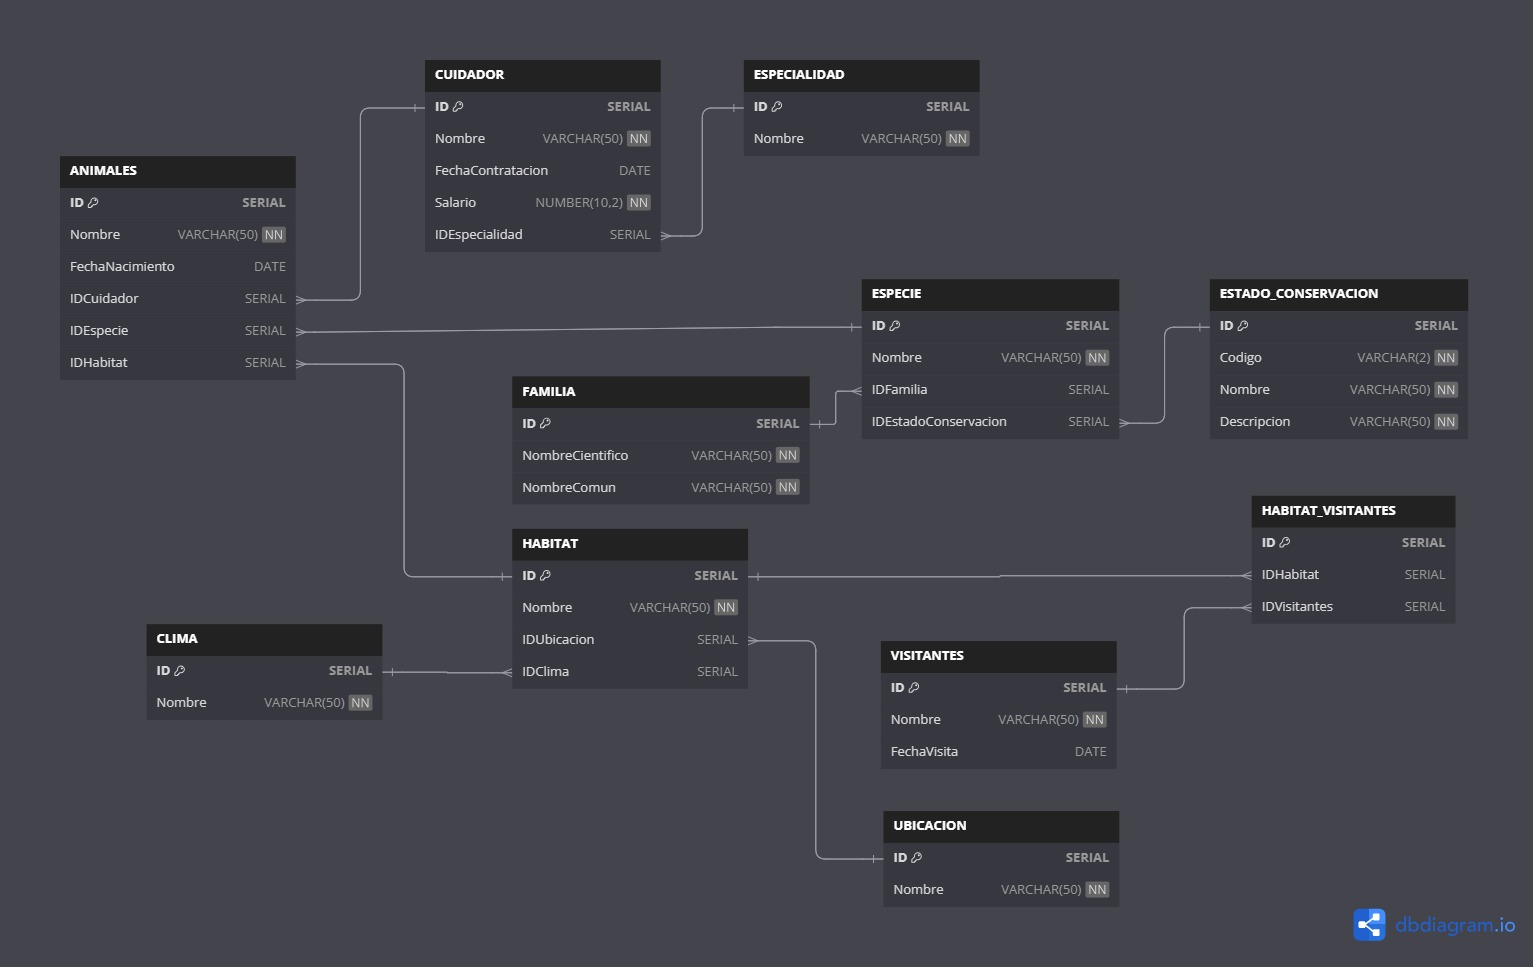 CUIDADOR
ID SERIAL
Nombre VARCHAR(50) NN
FechaContratacion DATE
Salario NUMBER(10,2) NN
IDEspecialidad SERIAL
ESPECIALIDAD
ID SERIAL
Nombre VARCHAR(50) NN
ANIMALES
ID SERIAL
Nombre VARCHAR(50) NN
FechaNacimiento DATE
IDCuidador SERIAL
IDEspecie SERIAL
IDHabitat SERIAL
ESPECIE
ID SERIAL
Nombre VARCHAR(50) NN
IDFamilia SERIAL
IDEstadoConservacion SERIAL
ESTADO_CONSERVACION
ID SERIAL
Codigo VARCHAR(2) NN
Nombre VARCHAR(50) NN
Descripcion VARCHAR(50) NN
FAMILIA
ID SERIAL
NombreCientifico VARCHAR(50) NN
NombreComun VARCHAR(50) NN
HABITAT_VISITANTES
ID SERIAL
IDHabitat SERIAL
IDVisitantes SERIAL
HABITAT
ID SERIAL
Nombre VARCHAR(50) NN
IDUbicacion SERIAL
IDClima SERIAL
CLIMA
ID SERIAL
Nombre VARCHAR(50) NN
VISITANTES
ID SERIAL
Nombre VARCHAR(50) NN
FechaVisita DATE
UBICACION
ID SERIAL
Nombre VARCHAR(50) NN
dbdiagram.io